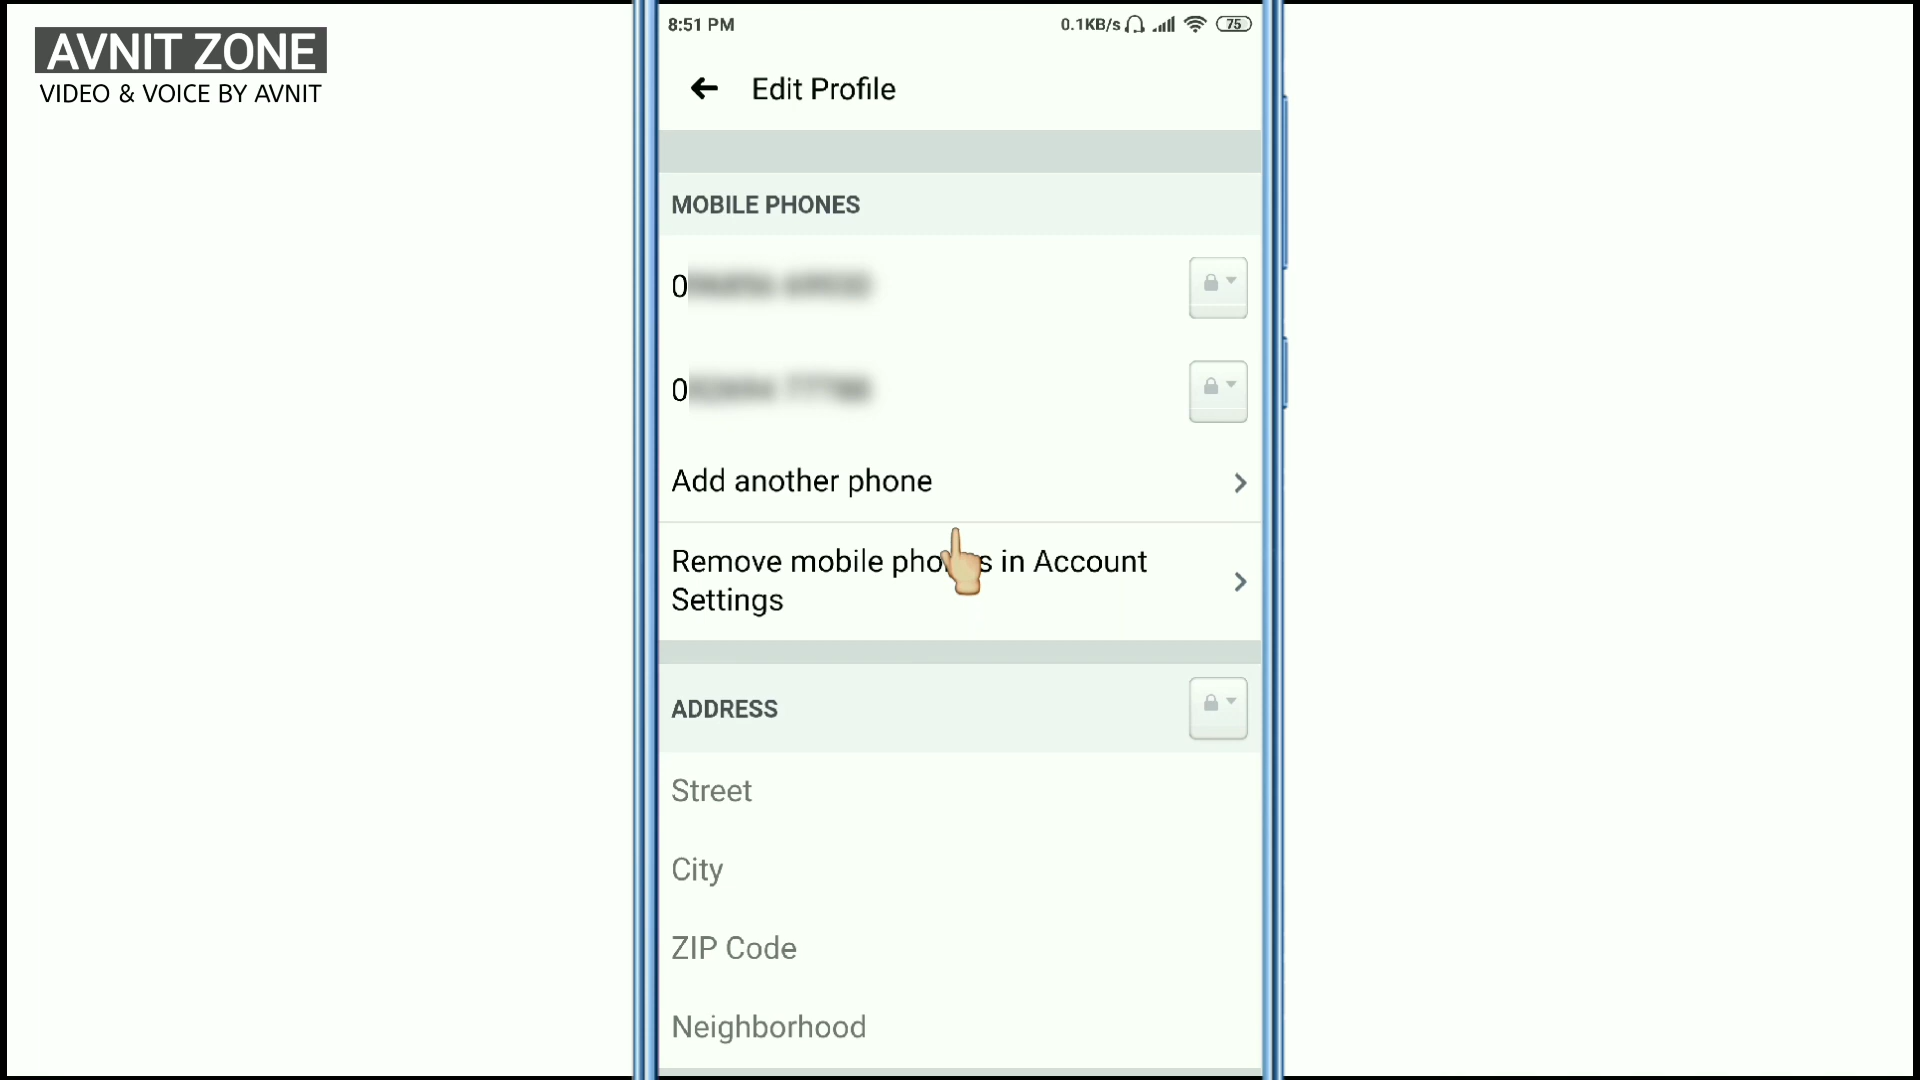 AVNIT ZONE
VIDEO & VOICE BY AVNIT
8:51 PM
0.1KB/s
75
Edit Profile
MOBILE PHONES
0
0
Add another phone
Remove mobile phones in Account
Settings
ADDRESS
Street
City
ZIP Code
Neighborhood